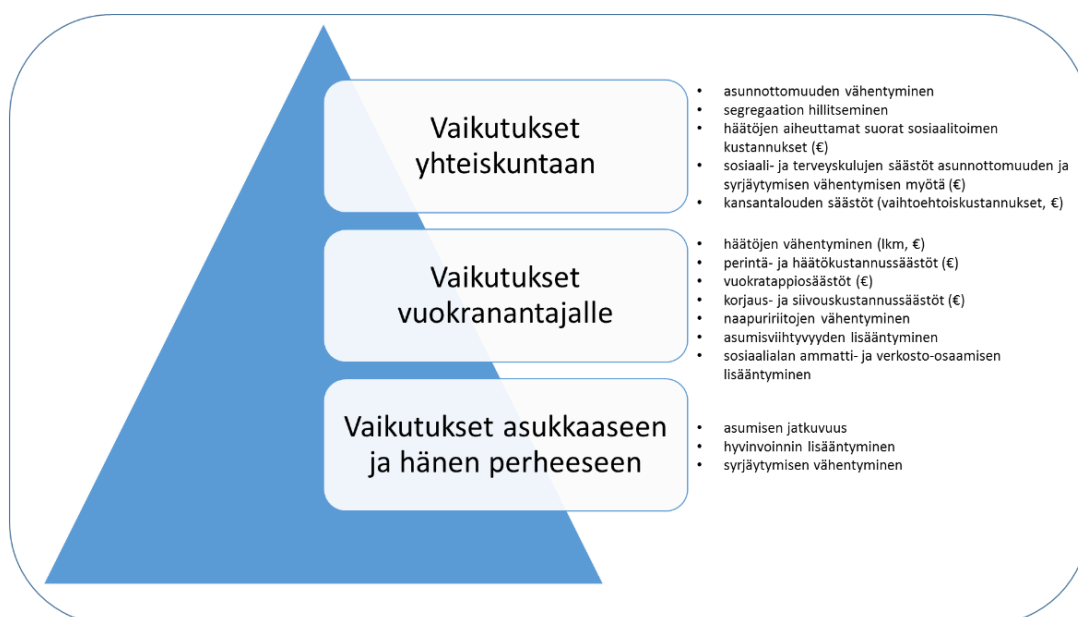 Vaikutukset
yhteiskuntaan
• asunnottomuuden vähentyminen
• segregaation hillitseminen
• häätöjen aiheuttamat suorat sosiaalitoimen
kustannukset (€)
• sosiaali- ja terveyskulujen säästöt asunnottomuuden ja
syrjäytymisen vähentymisen myötä (€)
• kansantalouden säästöt (vaihtoehtoiskustannukset, €)
Vaikutukset
vuokranantajalle
• häätöjen vähentyminen (lkm, €)
• perintä- ja häätökustannussäästöt (€)
• vuokratappiosäästöt (€)
• korjaus- ja siivouskustannussäästöt (€)
• naapuririitojen vähentyminen
• asumisviihtyvyyden lisääntyminen
• sosiaalialan ammatti- ja verkosto-osaamisen
lisääntyminen
Vaikutukset asukkaaseen
ja hänen perheeseen
• asumisen jatkuvuus
• hyvinvoinnin lisääntyminen
• syrjäytymisen vähentyminen